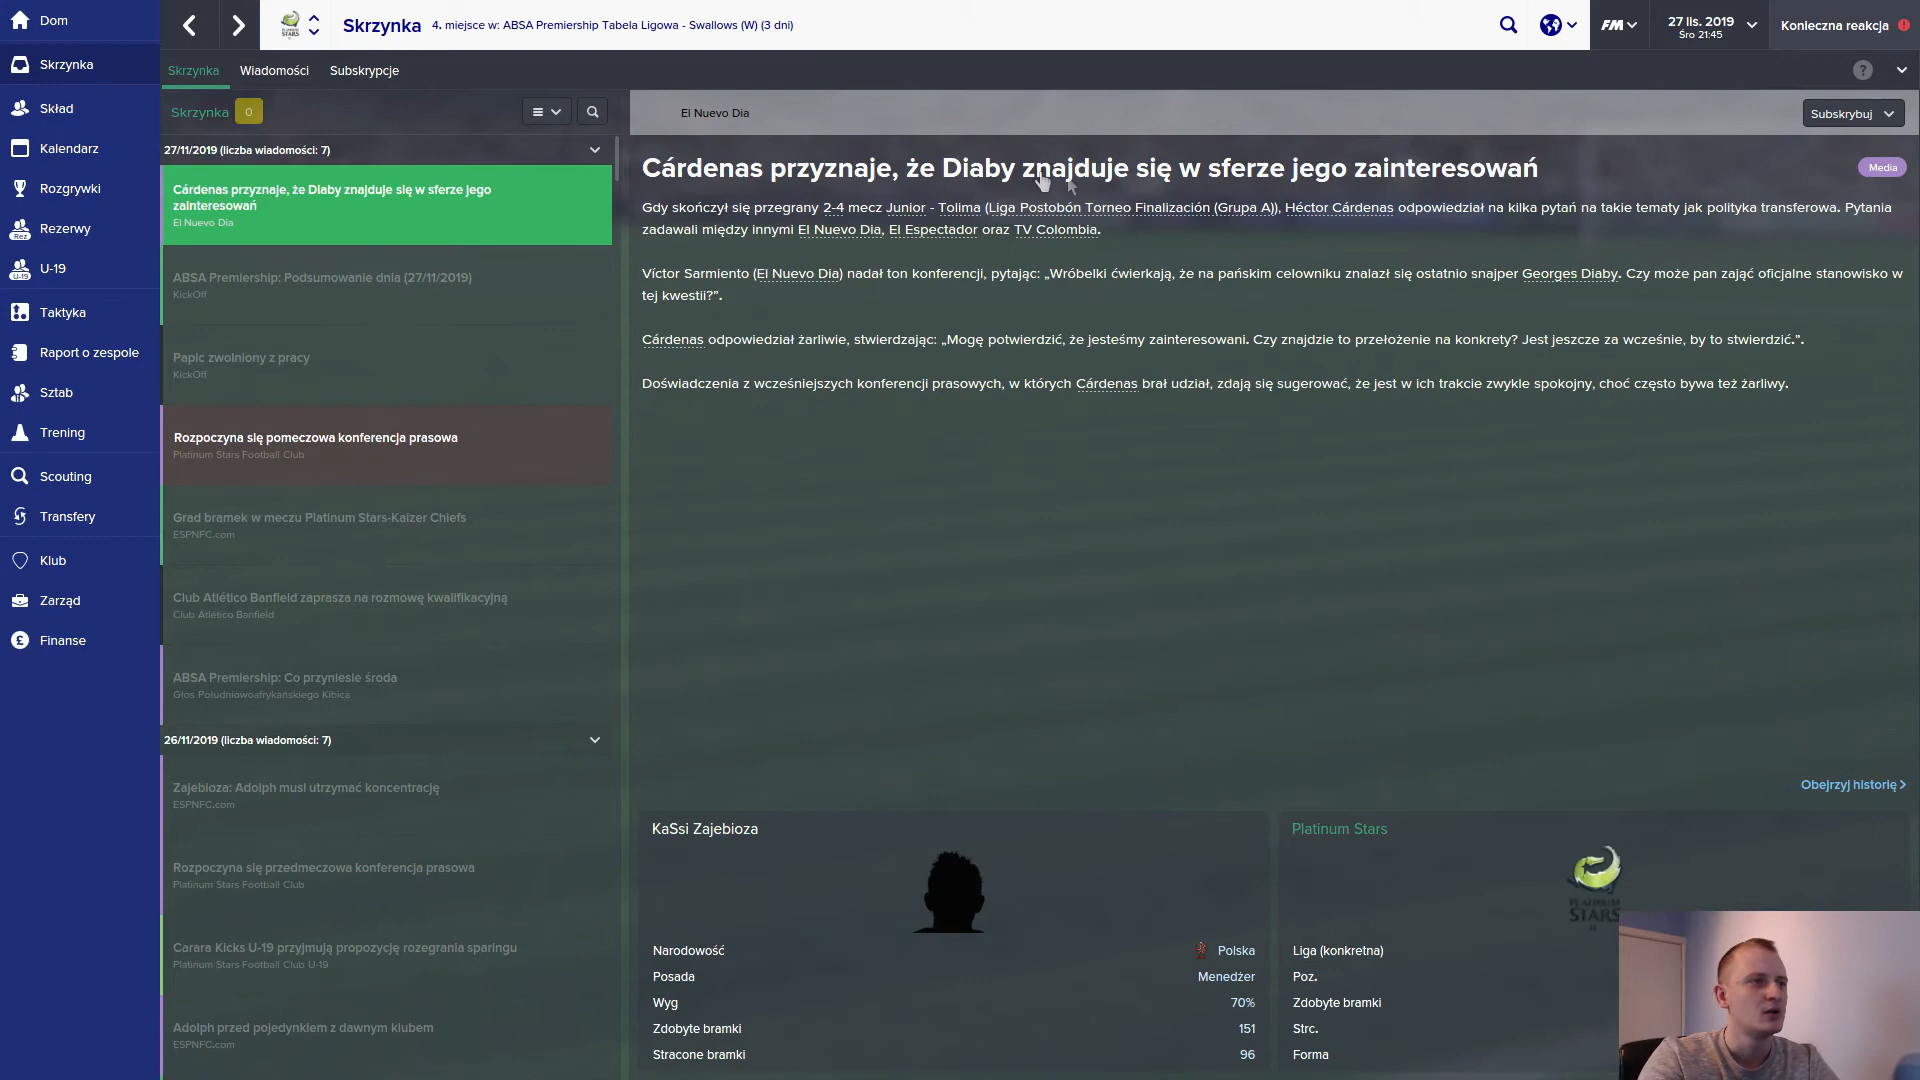 Dom
Skrzynka
Skład
Kalendarz
Rozgrywki
Rez
Rezerwy
U-19
U-19
Taktyka
Raport o zespole
Sztab
Trening
Scouting
Transfery
Klub
Zarząd
Finanse
PLATINUM
STARS
Skrzynka
4. miejsce w: ABSA Premiership Tabela Ligowa - Swallows (W) (3 dni)
FM
27 lis. 2019
Śro 21:45
Konieczna reakcja
Skrzynka
Wiadomości
Subskrypcje
?
Skrzynka
0
27/11/2019 (liczba wiadomości: 7)
Cárdenas przyznaje, że Diaby znajduje się w sferze jego
zainteresowań
El Nuevo Dia
ABSA Premiership: Podsumowanie dnia (27/11/2019)
KickOff
Papic zwolniony z pracy
KickOff
Rozpoczyna się pomeczowa konferencja prasowa
Platinum Stars Football Club
Grad bramek w meczu Platinum Stars-Kaizer Chiefs
ESPNFC.com
Club Atlético Banfield zaprasza na rozmowę kwalifikacyjną
Club Atlético Banfield
ABSA Premiership: Co przyniesie środa
Głos Południowoafrykańskiego Kibica
26/11/2019 (liczba wiadomości: 7)
Zajebioza: Adolph musi utrzymać koncentrację
ESPNFC.com
Rozpoczyna się przedmeczowa konferencja prasowa
Platinum Stars Football Club
Carara Kicks U-19 przyjmują propozycję rozegrania sparingu
Platinum Stars Football Club U-19
Adolph przed pojedynkiem z dawnym klubem
ESPNFC.com
El Nuevo Dia
Subskrybuj
Cárdenas przyznaje, że Diaby znajduje się w sferze jego zainteresowań
Media
Gdy skończył się przegrany 2-4 mecz Junior - Tolima (Liga Postobón Torneo Finalización (Grupa A)), Héctor Cárdenas odpowiedział na kilka pytań na takie tematy jak polityka transferowa. Pytania
zadawali między innymi El Nuevo Dia, El Espectador oraz TV Colombia.
Víctor Sarmiento (El Nuevo Dia) nadał ton konferencji, pytając: „Wróbelki ćwierkają, że na pańskim celowniku znalazł się ostatnio snajper Georges Diaby. Czy może pan zająć oficjalne stanowisko w
tej kwestii?”.
Cárdenas odpowiedział żarliwie, stwierdzając: „Mogę potwierdzić, że jesteśmy zainteresowani. Czy znajdzie to przełożenie na konkrety? Jest jeszcze za wcześnie, by to stwierdzić.”.
Doświadczenia z wcześniejszych konferencji prasowych, w których Cárdenas brał udział, zdają się sugerować, że jest w ich trakcie zwykle spokojny, choć często bywa też żarliwy.
Obejrzyj historię
KaSsi Zajebioza
Narodowość Polska
Posada Menedżer
Wyg 70%
Zdobyte bramki 151
Stracone bramki 96
Platinum Stars
PLATINUM
STARS
Liga (konkretna)
Poz.
Zdobyte bramki
Strc.
Forma